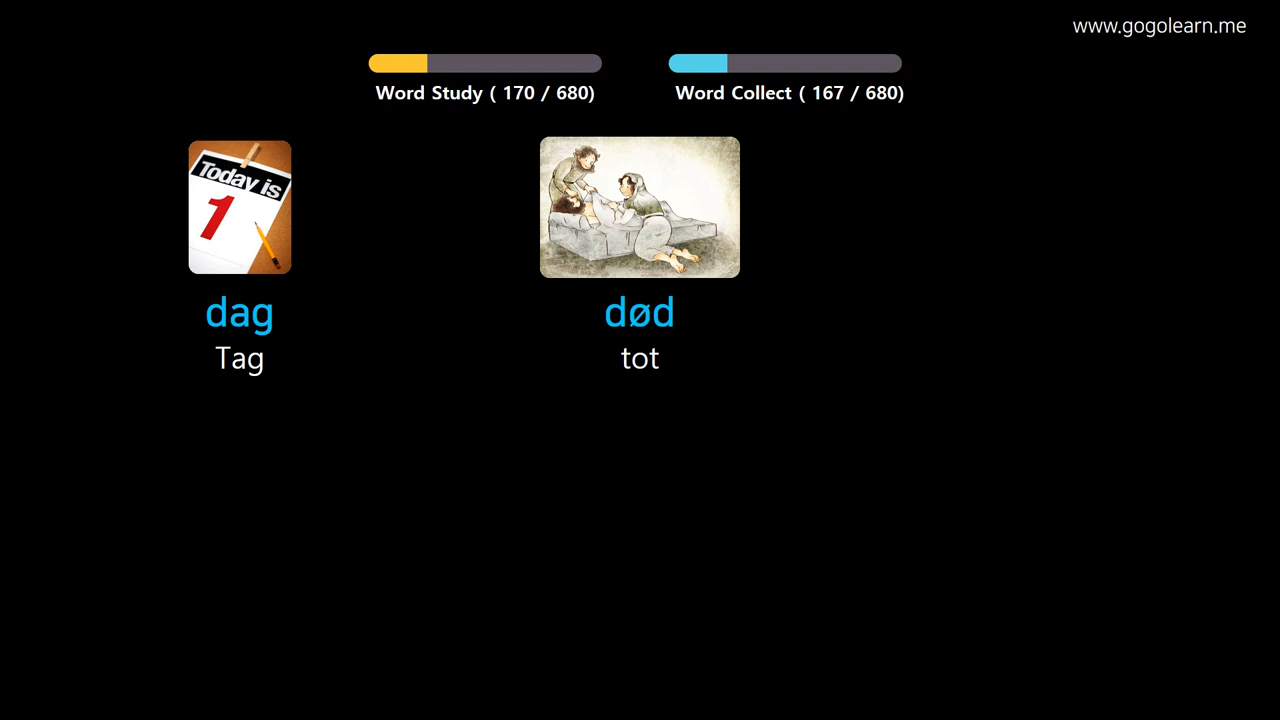 www.gogolearn.me
Word Study ( 170 / 680)
Word Collect ( 167 / 680)
Today is
1
dag
Tag
død
tot